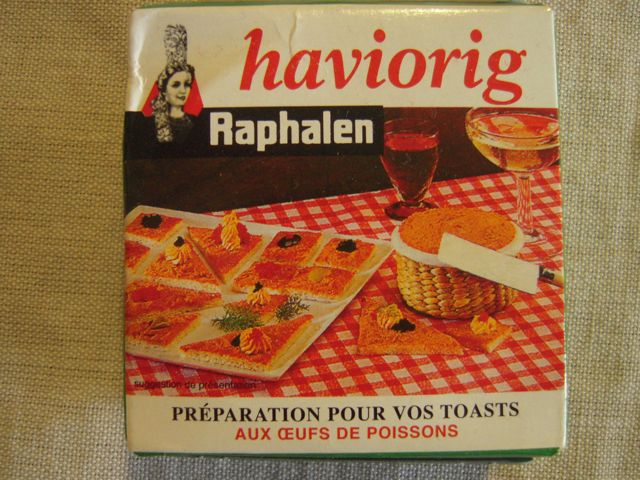 haviorig
Raphalen
suggestion de présentation
PRÉPARATION POUR VOS TOASTS
AUX ŒUFS DE POISSONS